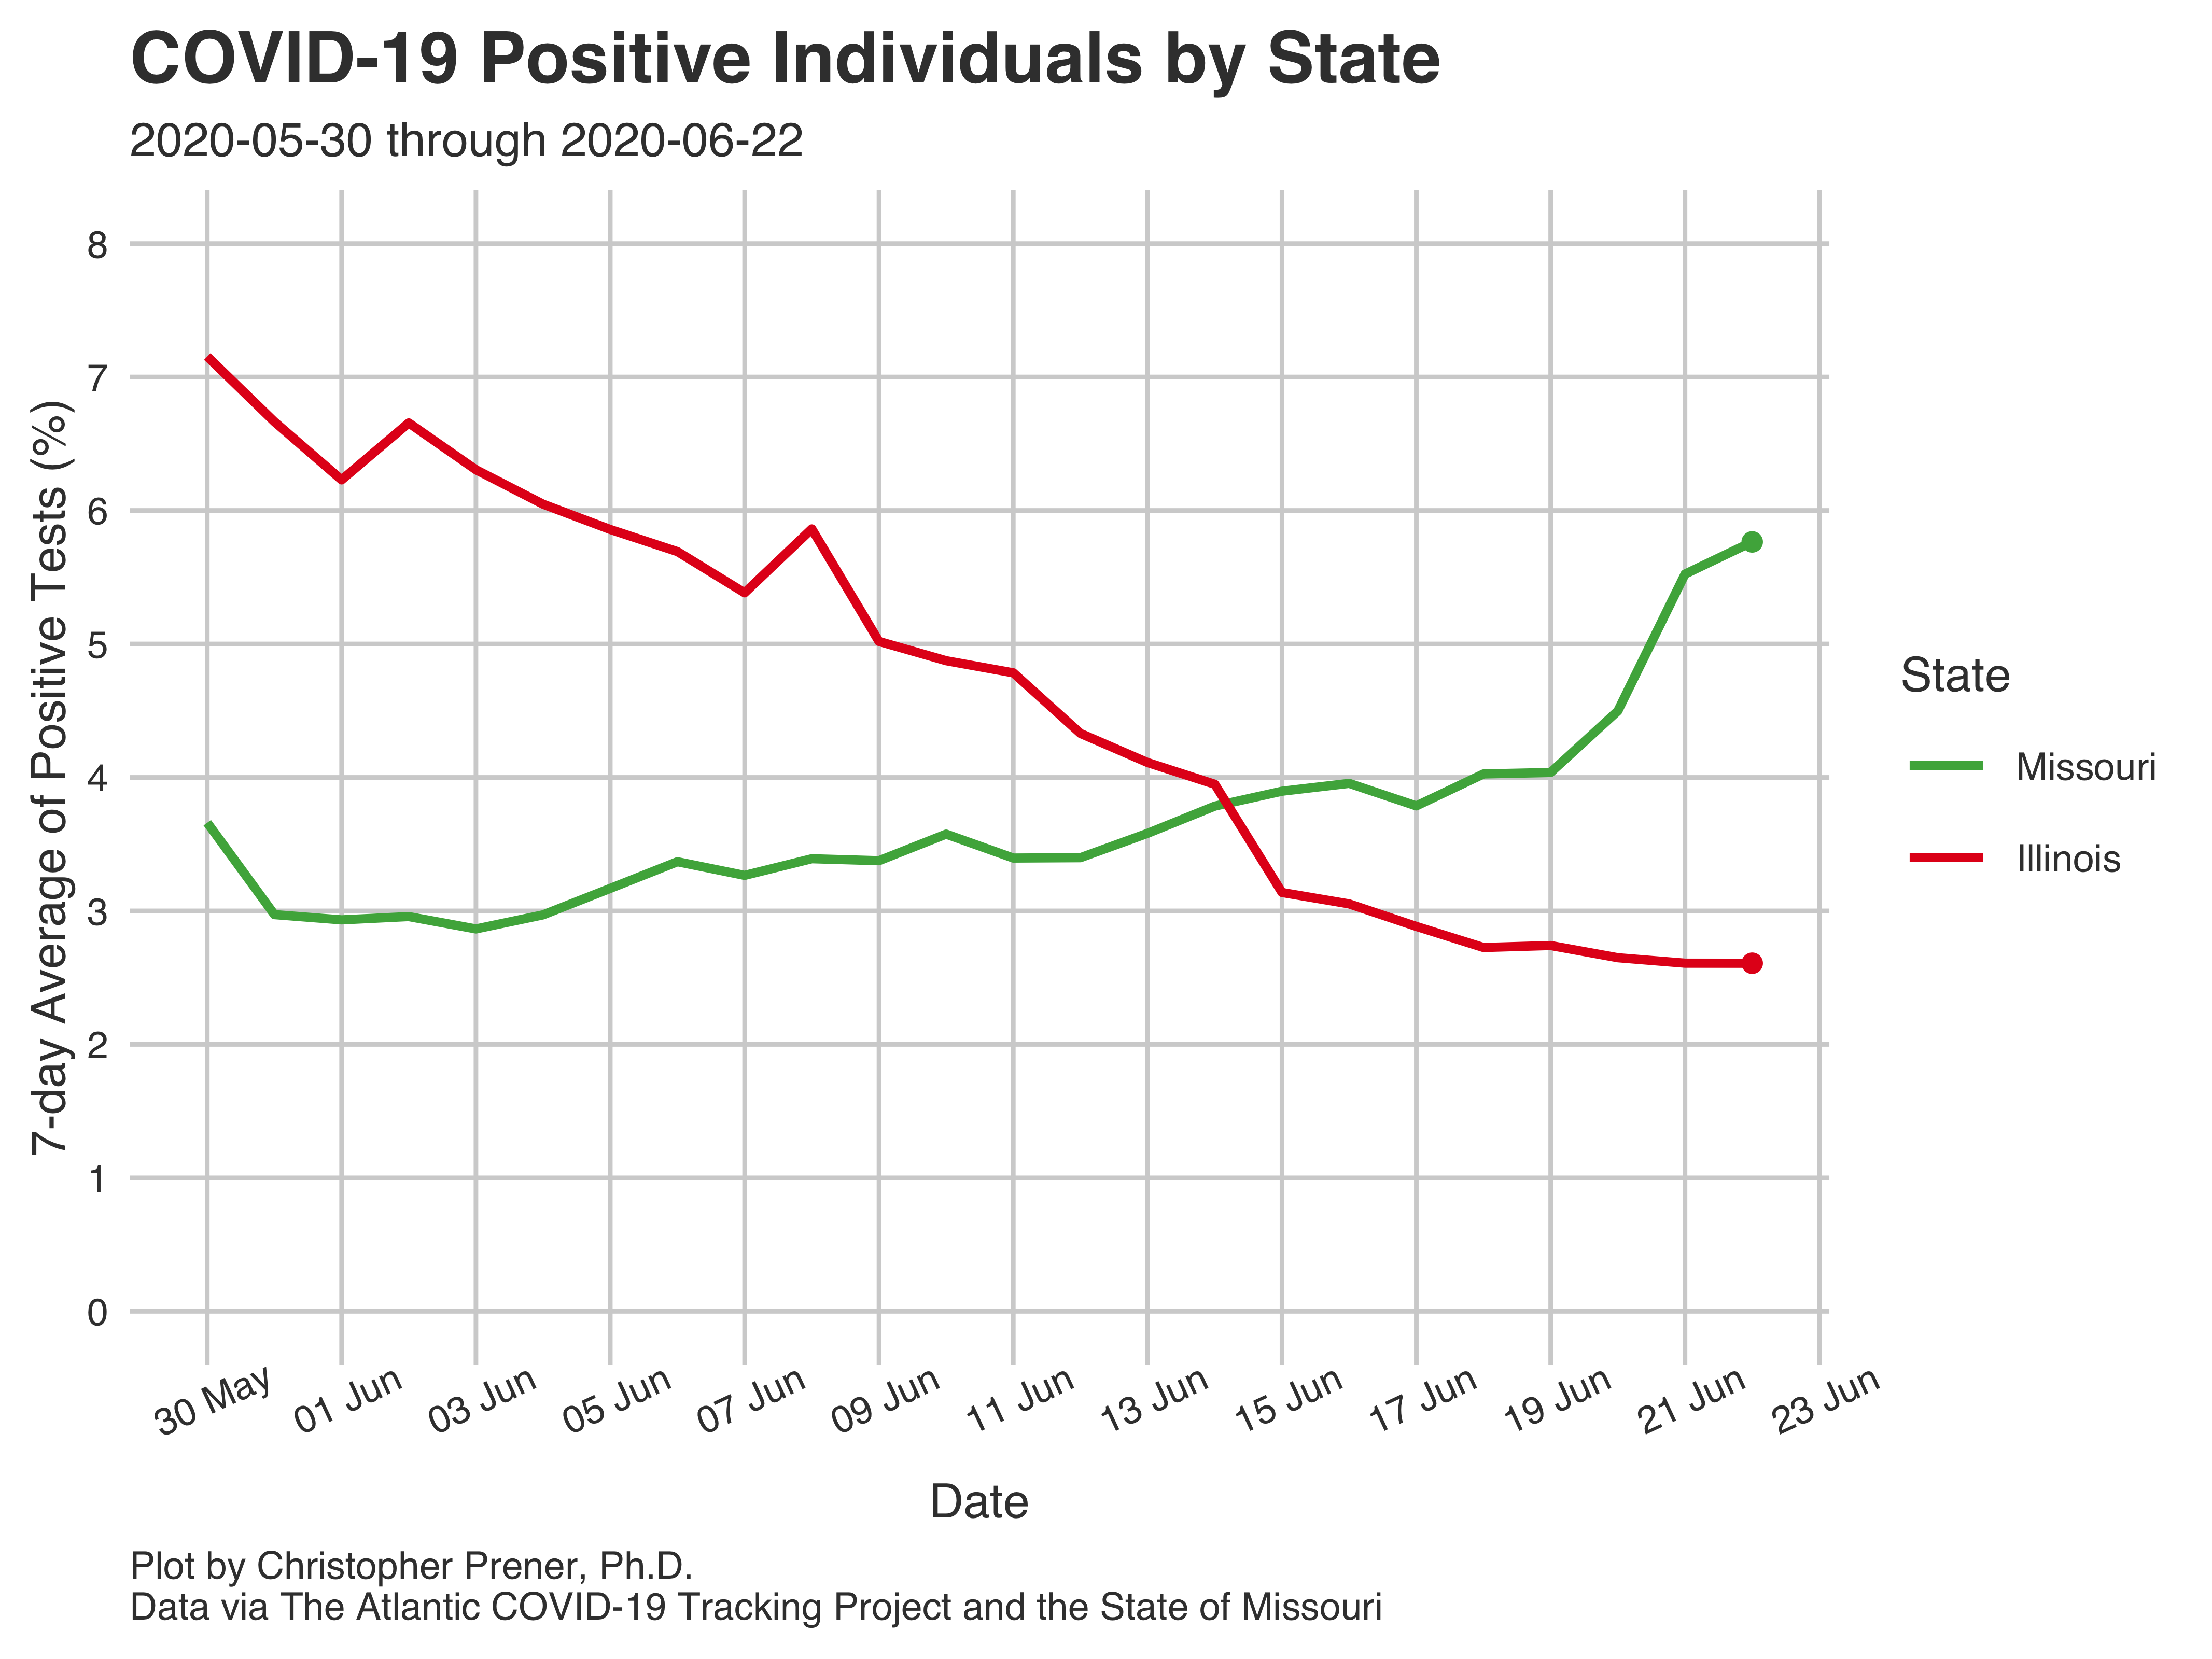 COVID-19 Positive Individuals by State
2020-05-30 through 2020-06-22
7-day Average of Positive Tests (%)
8
7
6
5
4
3
2
1
0
30 May
01 Jun
03 Jun
05 Jun
07 Jun
09 Jun
11 Jun
13 Jun
15 Jun
17 Jun
19 Jun
21 Jun
23 Jun
Date
State
Missouri
Illinois
Plot by Christopher Prener, Ph.D.
Data via The Atlantic COVID-19 Tracking Project and the State of Missouri